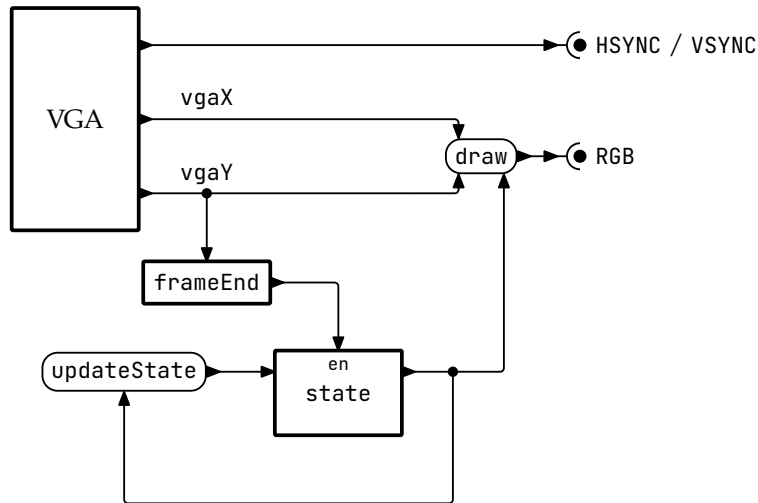 HSYNC / VSYNC
VGA
vgaX
draw
RGB
vgaY
frameEnd
en
updateState
state